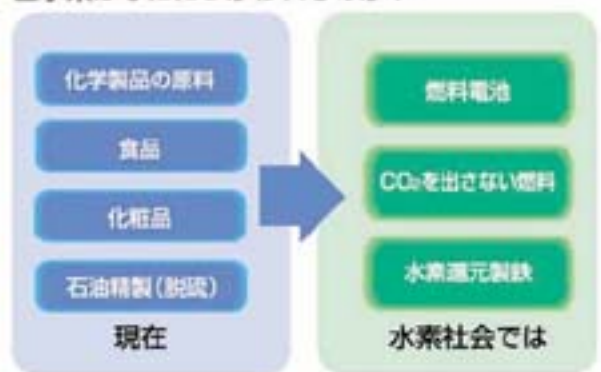 化学製品の原料
食品
化粧品
石油精製(脱硫)
現在
燃料電池
CO₂を出さない燃料
水素還元製鉄
水素社会では